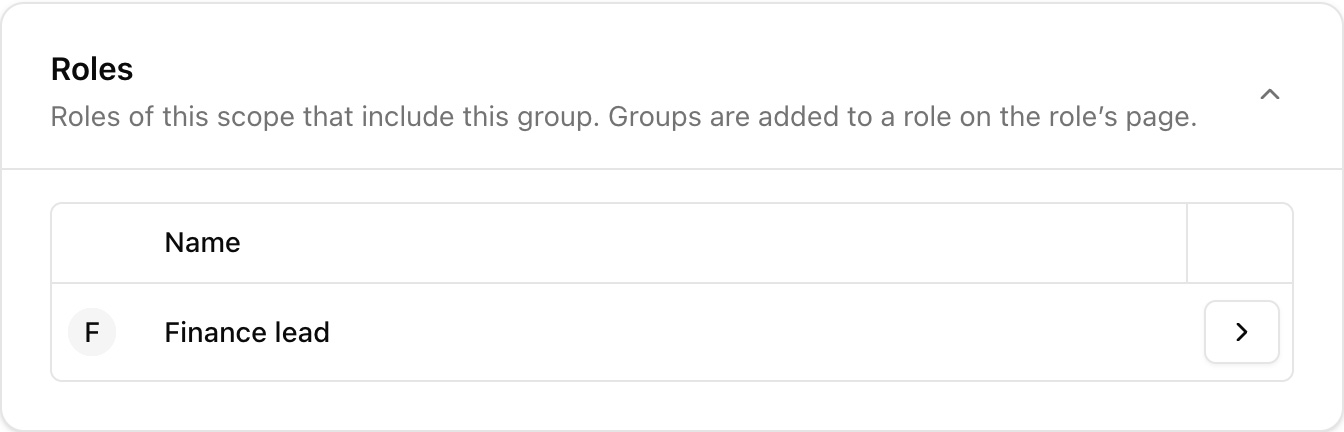 Roles
Roles of this scope that include this group. Groups are added to a role on the role’s page.
Name
F Finance lead